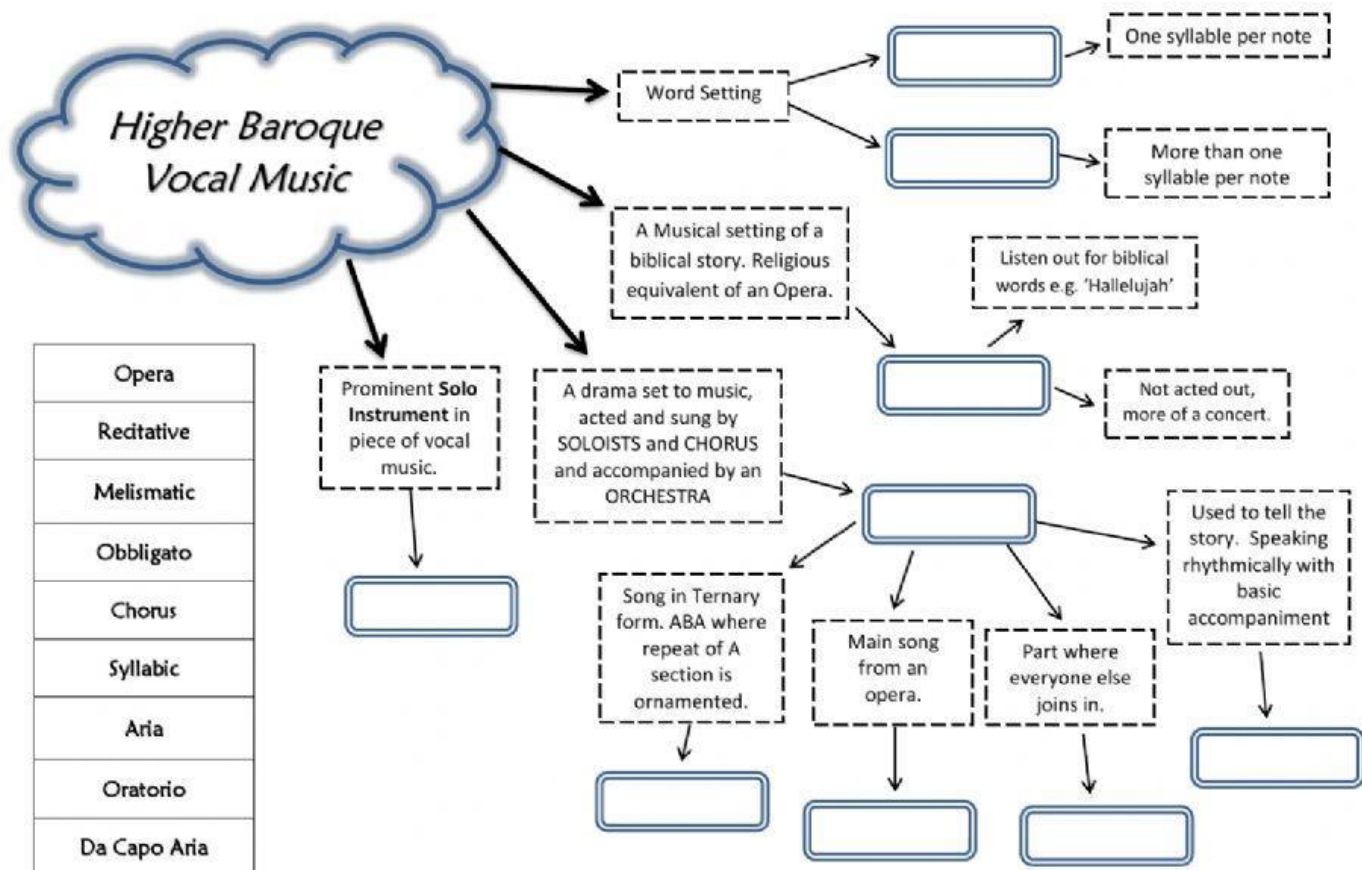 Higher Baroque
Vocal Music
Word Setting
One syllable per note
More than one
syllable per note
A Musical setting of a
biblical story. Religious
equivalent of an Opera.
Listen out for biblical
words e.g. 'Hallelujah'
Not acted out,
more of a concert.
Prominent Solo
Instrument in
piece of vocal
music.
A drama set to music,
acted and sung by
SOLOISTS and CHORUS
and accompanied by an
ORCHESTRA
Used to tell the
story. Speaking
rhythmically with
basic
accompaniment
Song in Ternary
form. ABA where
repeat of A
section is
ornamented.
Main song
from an
opera.
Part where
everyone else
joins in.
Opera
Recitative
Melismatic
Obbligato
Chorus
Syllabic
Aria
Oratorio
Da Capo Aria